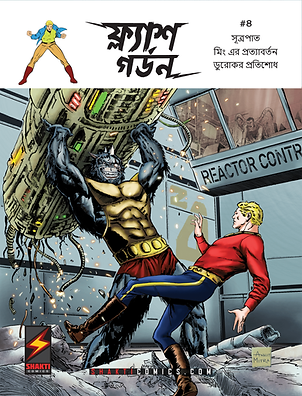 ফ্ল্যাশ
গর্ডন
#8
সূত্রপাত
মিং এর প্রত্যাবর্তন
ডুরোকর প্রতিশোধ
REACTOR CONTR
SHAKTI
COMICS
SHAKTICOMICS.COM